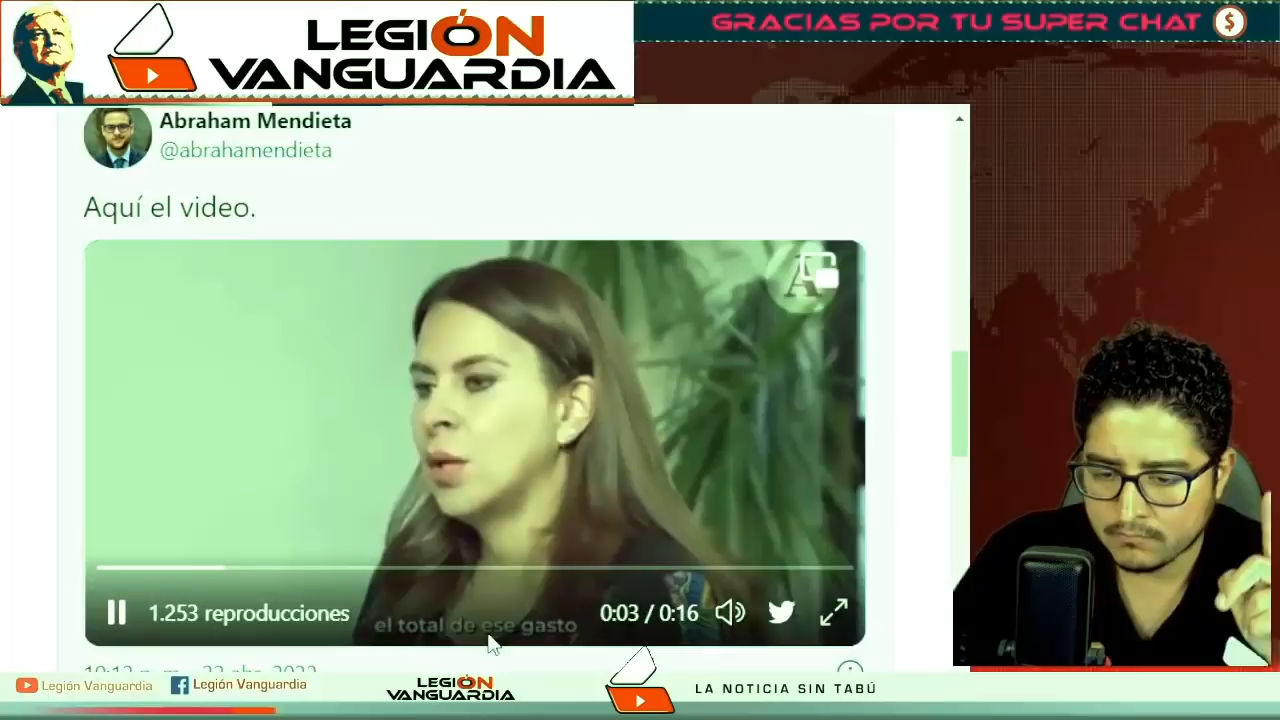 LEGIÓN
VANGUARDIA
GRACIAS POR TU SUPER CHAT
$
Abraham Mendieta
@abrahamendieta
Aquí el video.
A
1.253 reproducciones
0:03 / 0:16
el total de ese gasto
Legión Vanguardia
Legión Vanguardia
LEGIÓN
VANGUARDIA
LA NOTICIA SIN TABÚ